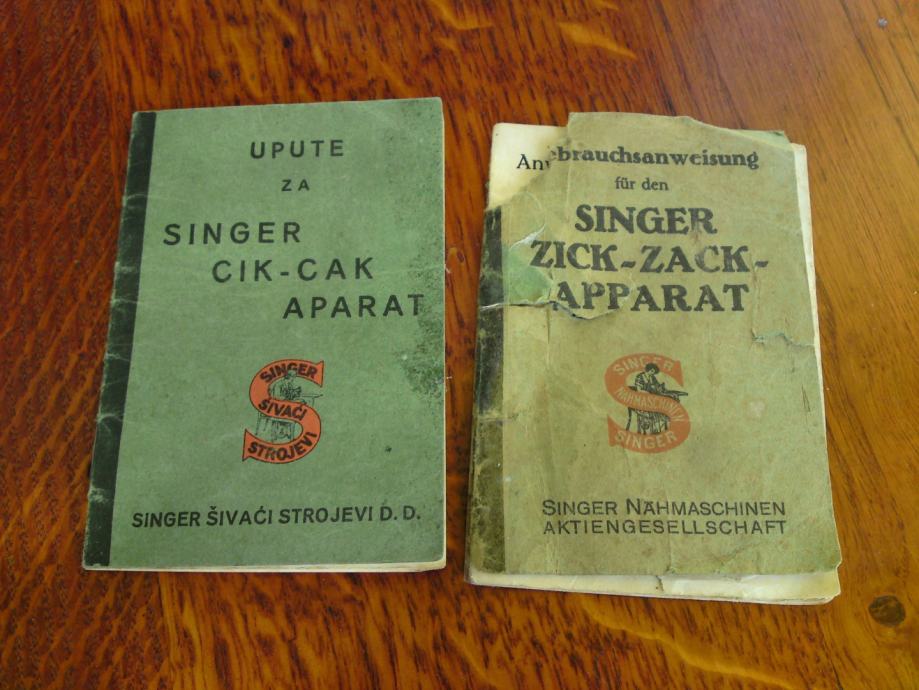 UPUTE
ZA
SINGER
CIK-CAK
APARAT
SINGER
ŠIVAĆI
STROJEVI
SINGER ŠIVAĆI STROJEVI D. D.
An
ebrauchsanweisung
für den
SINGER
ZICK-ZACK-
APPARAT
SINGER
NÄHMASCHINEN
SINGER
SINGER NÄHMASCHINEN
AKTIENGESELLSCHAFT